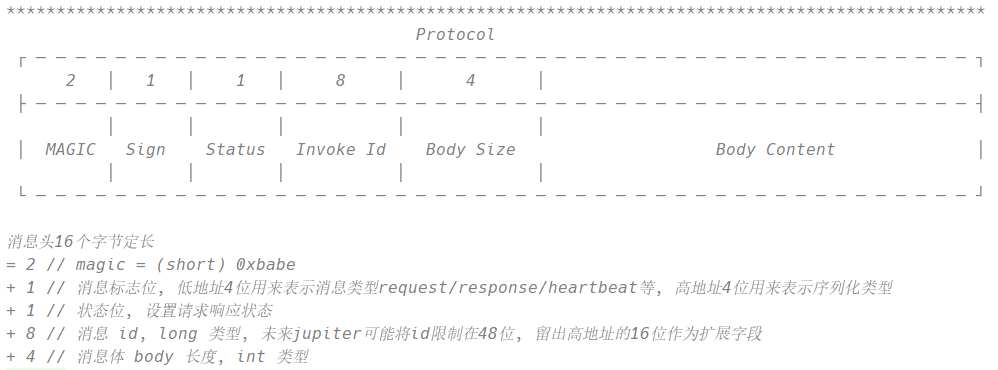 **************************************************************************************************
Protocol
2 │ 1 │ 1 │ 8 │ 4 │
MAGIC Sign Status Invoke Id Body Size Body Content
消息头16个字节定长
= 2 // magic = (short) 0xbabe
+ 1 // 消息标志位, 低地址4位用来表示消息类型request/response/heartbeat等, 高地址4位用来表示序列化类型
+ 1 // 状态位, 设置请求响应状态
+ 8 // 消息 id, long 类型, 未来jupiter可能将id限制在48位, 留出高地址的16位作为扩展字段
+ 4 // 消息体 body 长度, int 类型